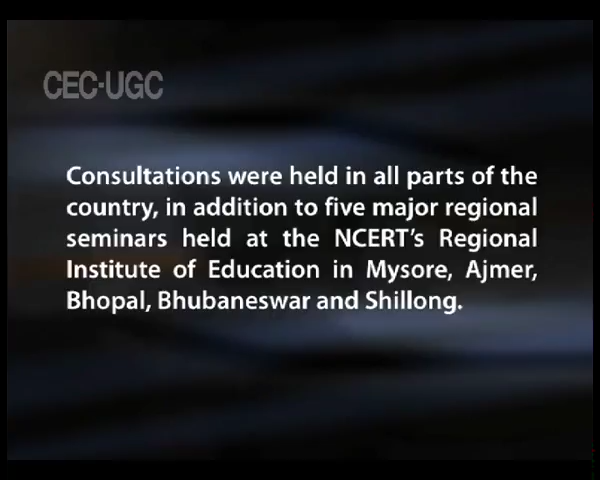 CEC-UGC
Consultations were held in all parts of the
country, in addition to five major regional
seminars held at the NCERT's Regional
Institute of Education in Mysore, Ajmer,
Bhopal, Bhubaneswar and Shillong.